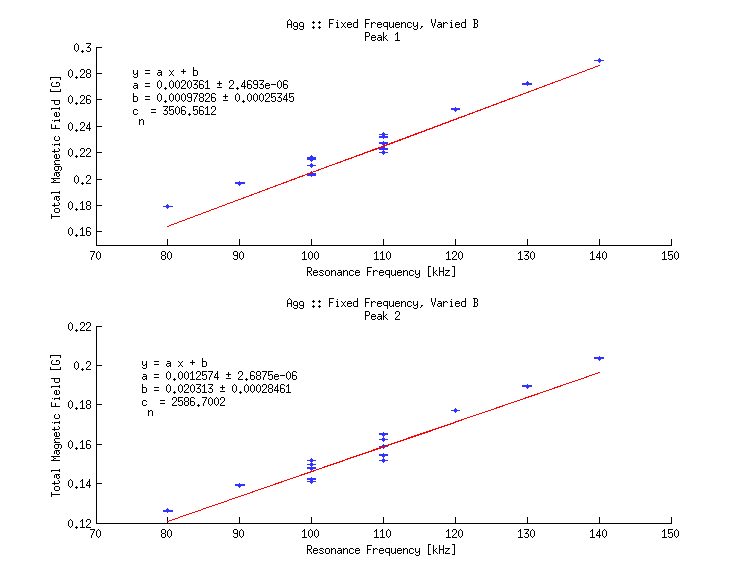 Agg :: Fixed Frequency, Varied B
Peak 1
0.3
0.28
0.26
0.24
0.22
0.2
0.18
0.16
Total Magnetic Field [G]
y = a x + b
a = 0.0020361 ± 2.4693e-06
b = 0.00097826 ± 0.00025345
c = 3506.5612
n
70 80 90 100 110 120 130 140 150
Resonance Frequency [kHz]
Agg :: Fixed Frequency, Varied B
Peak 2
0.22
0.2
0.18
0.16
0.14
0.12
Total Magnetic Field [G]
y = a x + b
a = 0.0012574 ± 2.6875e-06
b = 0.020313 ± 0.00028461
c = 2586.7002
n
70 80 90 100 110 120 130 140 150
Resonance Frequency [kHz]